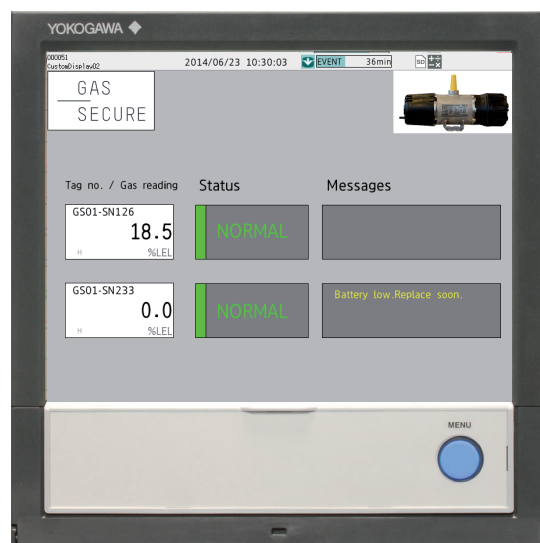 YOKOGAWA
000051
CustomDisplay02
2014/06/23 10:30:03
EVENT 36min
SD
GAS
SECURE
Tag no. / Gas reading Status Messages
GS01-SN126
18.5
H %LEL
NORMAL
GS01-SN233
0.0
H %LEL
NORMAL
Battery low.Replace soon.
MENU